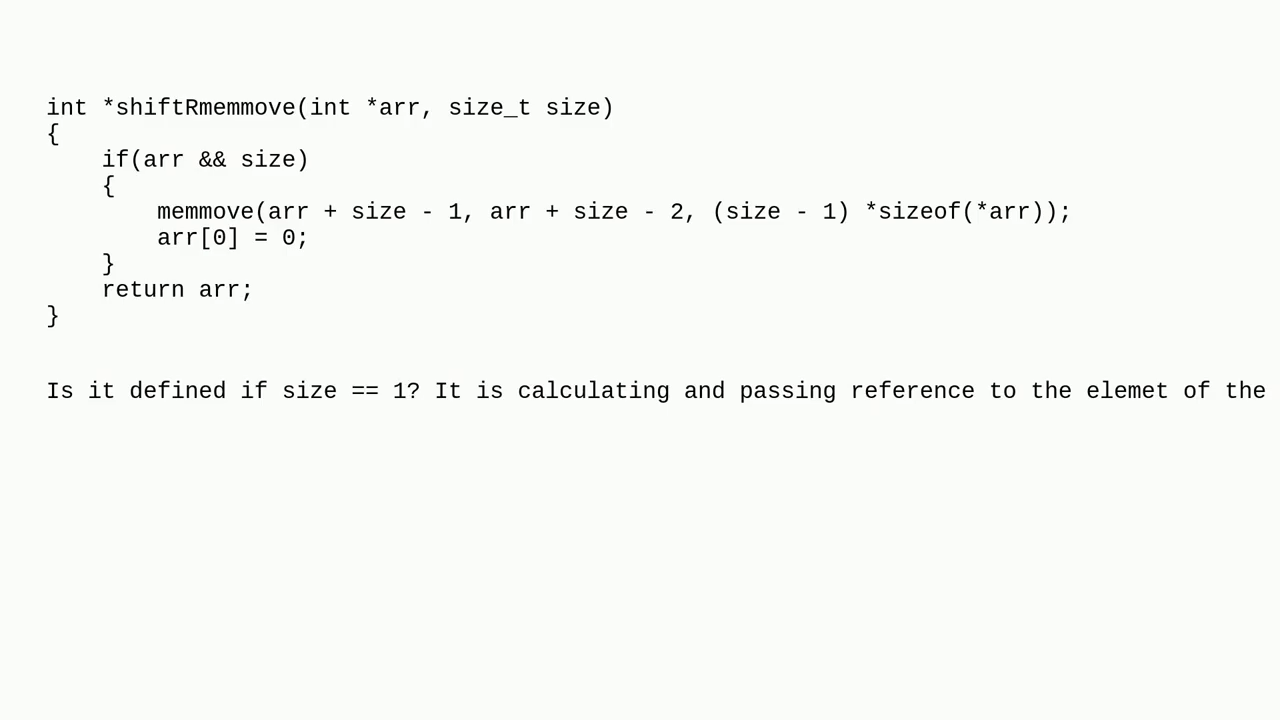 int *shiftRmemmove(int *arr, size_t size)
{
    if(arr && size)
    {
        memmove(arr + size - 1, arr + size - 2, (size - 1) *sizeof(*arr));
        arr[0] = 0;
    }
    return arr;
}
Is it defined if size == 1? It is calculating and passing reference to the elemet of the